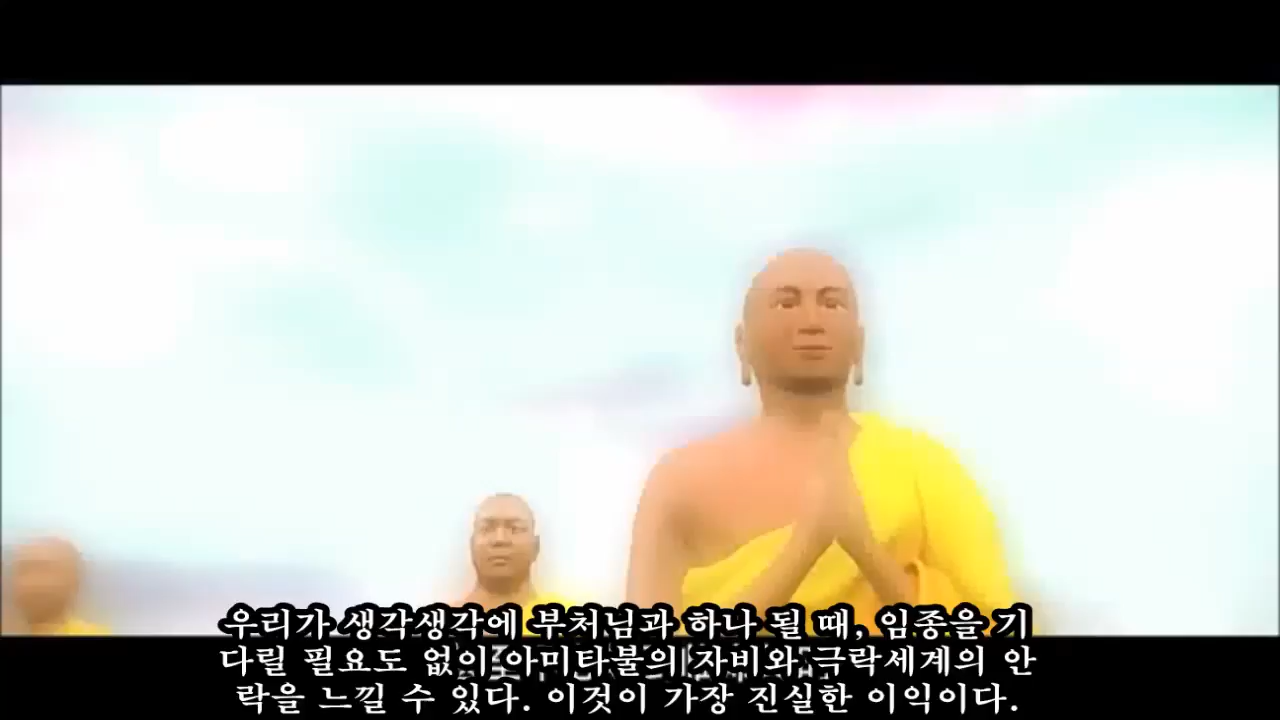 우리가 생각생각에 부처님과 하나 될 때, 임종을 기
다릴 필요도 없이 아미타불의 자비와 극락세계의 안
락을 느낄 수 있다. 이것이 가장 진실한 이익이다.